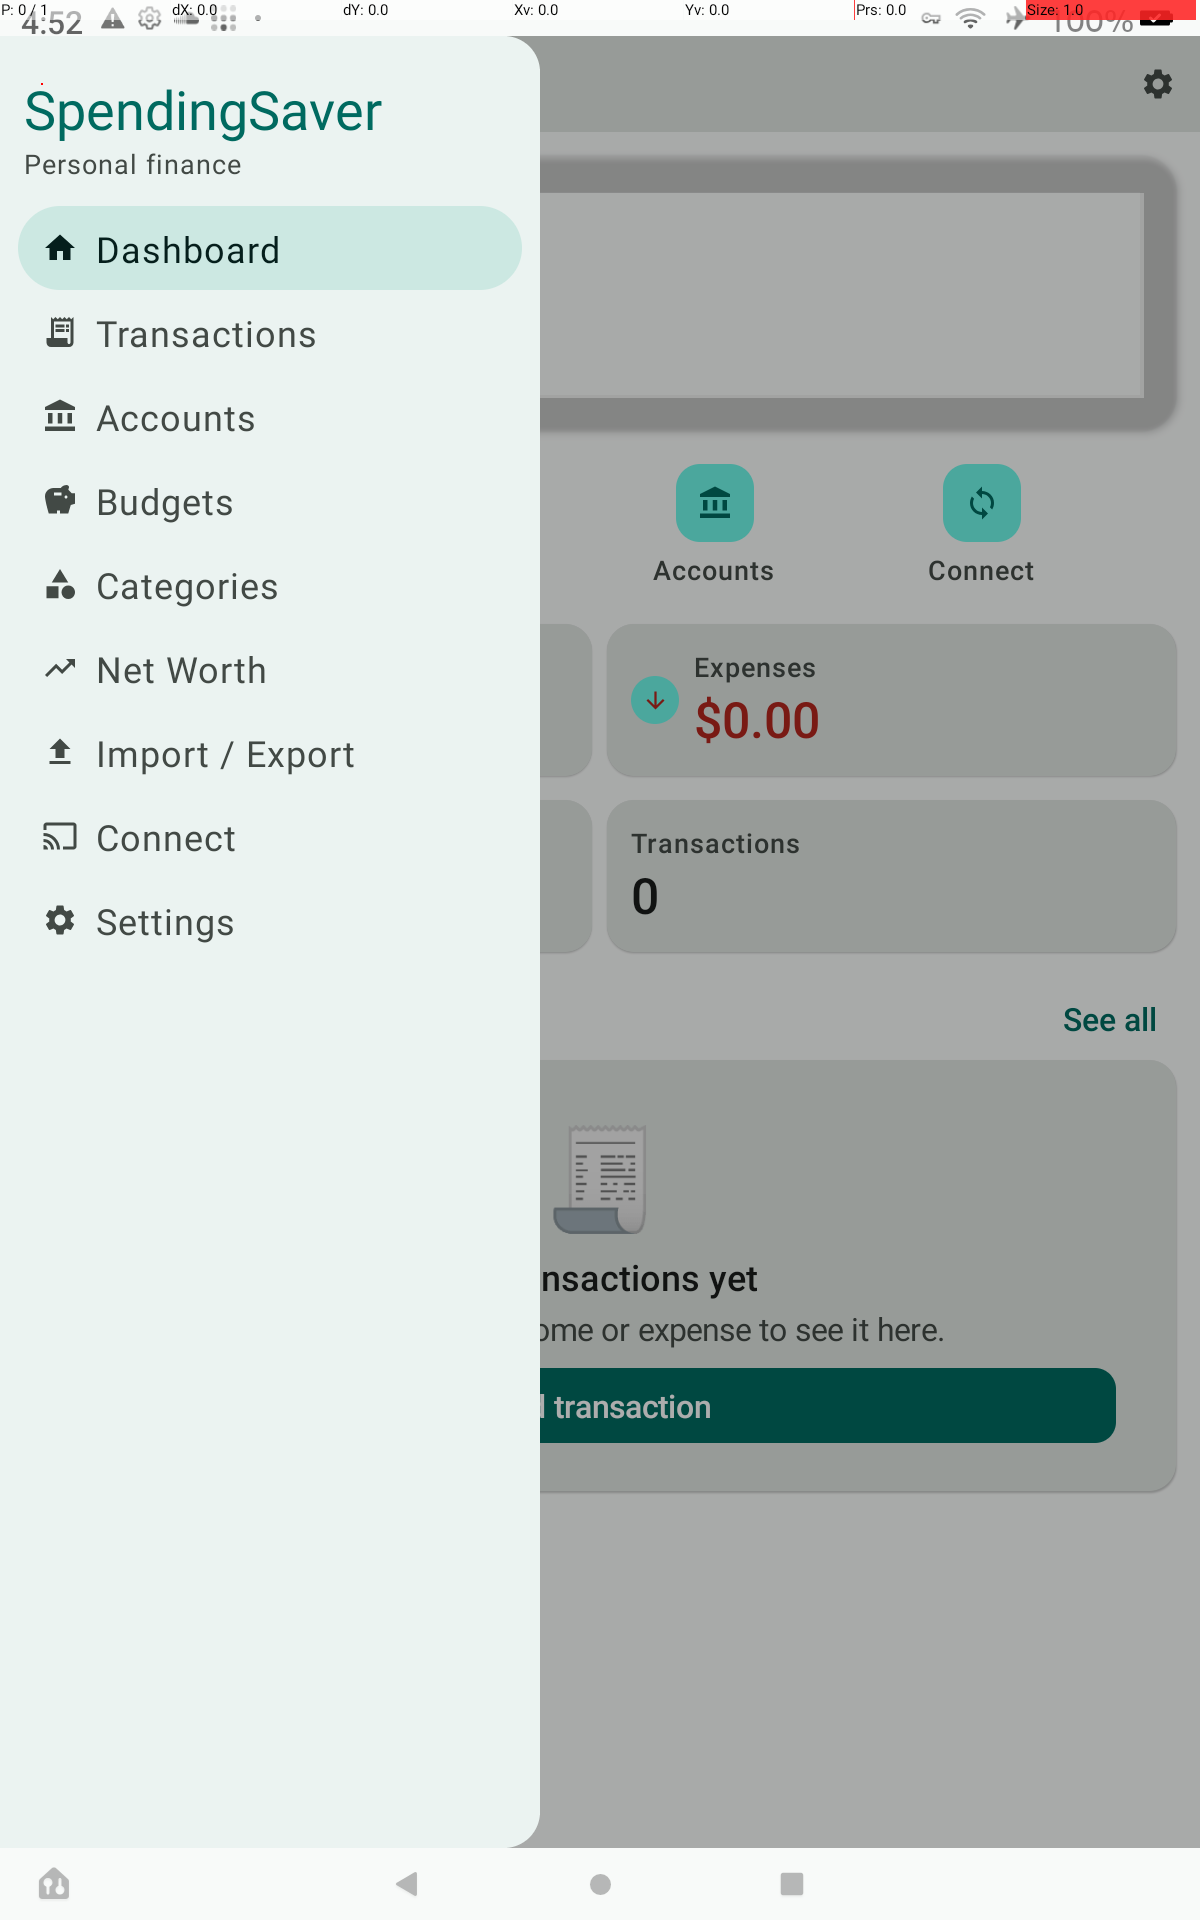 P: 0 / 1 dX: 0.0 dY: 0.0 Xv: 0.0 Yv: 0.0 Prs: 0.0 Size: 1.0
4:52 100%
SpendingSaver
Personal finance
Dashboard
Transactions
Accounts
Budgets
Categories
Net Worth
Import / Export
Connect
Settings
Accounts
Connect
Expenses
$0.00
Transactions
0
See all
nsactions yet
ome or expense to see it here.
transaction